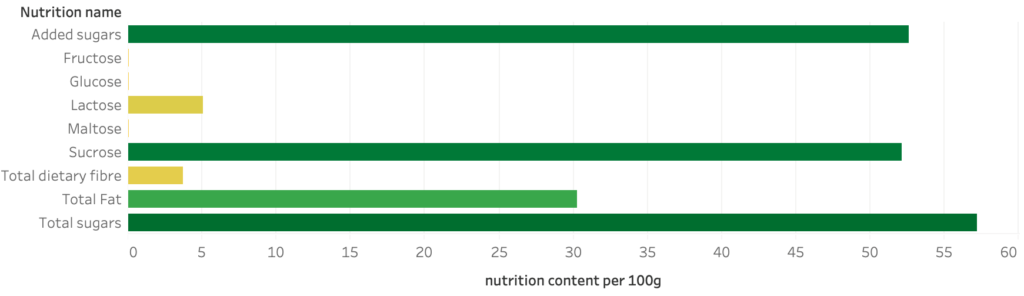 Nutrition name
Added sugars
Fructose
Glucose
Lactose
Maltose
Sucrose
Total dietary fibre
Total Fat
Total sugars
0 5 10 15 20 25 30 35 40 45 50 55 60
nutrition content per 100g